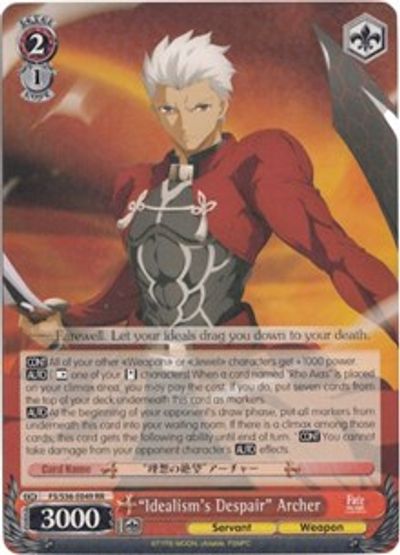 2
1
Farewell. Let your ideals drag you down to your death.
CONT All of your other «Weapon» or «Jewel» characters get +1000 power.
AUTO [ one of your characters] When a card named "Rho Aias" is placed
on your climax area, you may pay the cost. If you do, put seven cards from
the top of your deck underneath this card as markers.
AUTO At the beginning of your opponent's draw phase, put all markers from
underneath this card into your waiting room. If there is a climax among
those cards, this card gets the following ability until end of turn. "CONT You
cannot take damage from your opponent's character's AUTO effects."
Card Name "理想の絶望"アーチャー
CH FS/S36-E049 RR "Idealism's Despair" Archer
3000 Servant Weapon Fate
©TYPE-MOON